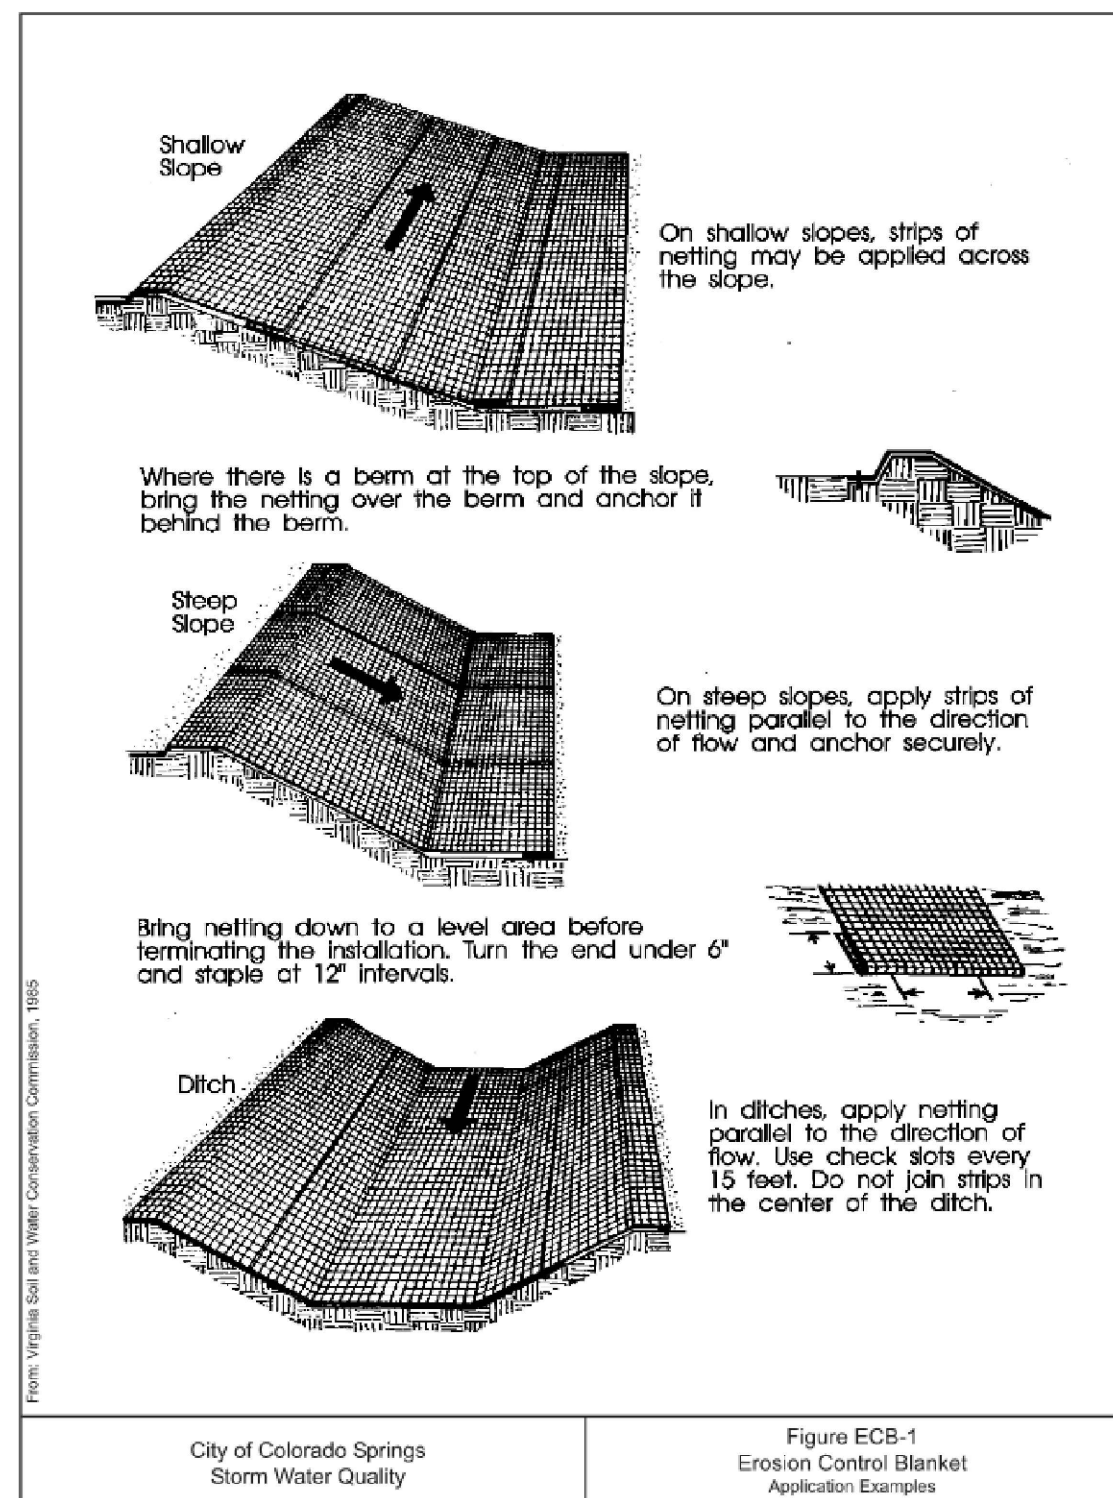 Shallow
Slope
On shallow slopes, strips of
netting may be applied across
the slope.
Where there is a berm at the top of the slope,
bring the netting over the berm and anchor it
behind the berm.
Steep
Slope
On steep slopes, apply strips of
netting parallel to the direction
of flow and anchor securely.
Bring netting down to a level area before
terminating the installation. Turn the end under 6"
and staple at 12" intervals.
Ditch
In ditches, apply netting
parallel to the direction of
flow. Use check slots every
15 feet. Do not join strips in
the center of the ditch.
From: Virginia Soil and Water Conservation Commission, 1985
City of Colorado Springs
Storm Water Quality
Figure ECB-1
Erosion Control Blanket
Application Examples